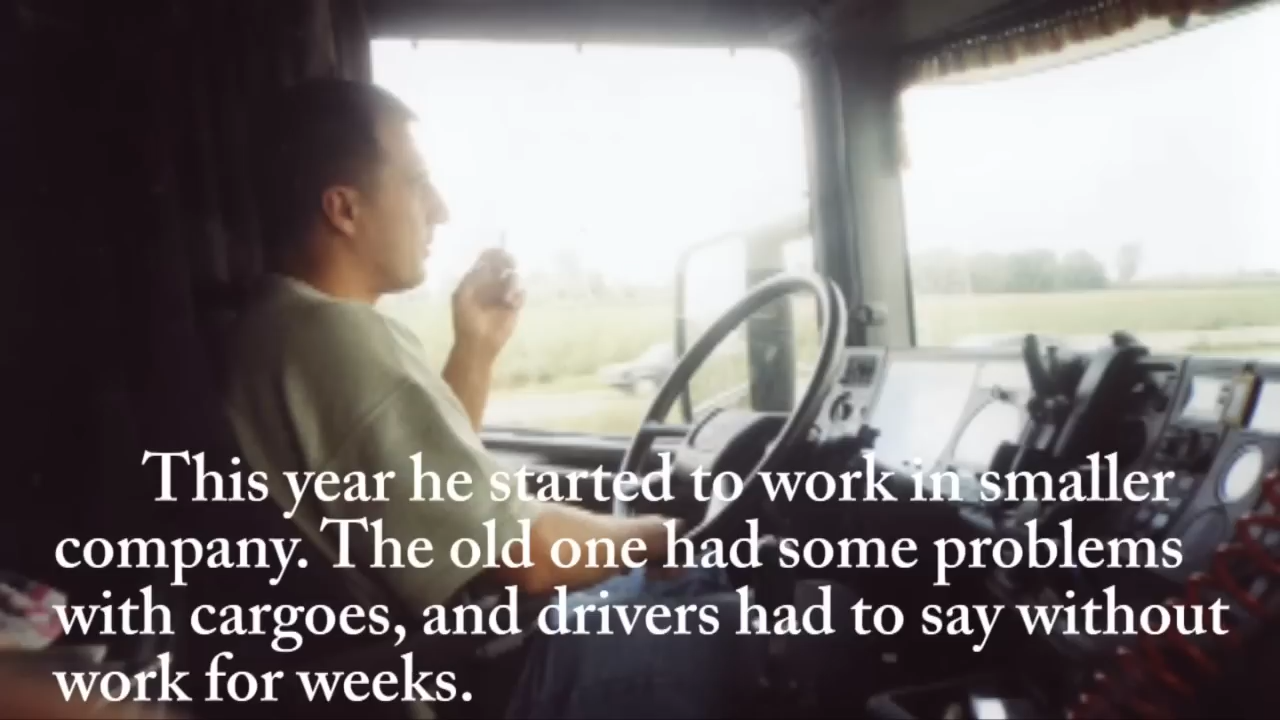 This year he started to work in smaller
company. The old one had some problems
with cargoes, and drivers had to say without
work for weeks.